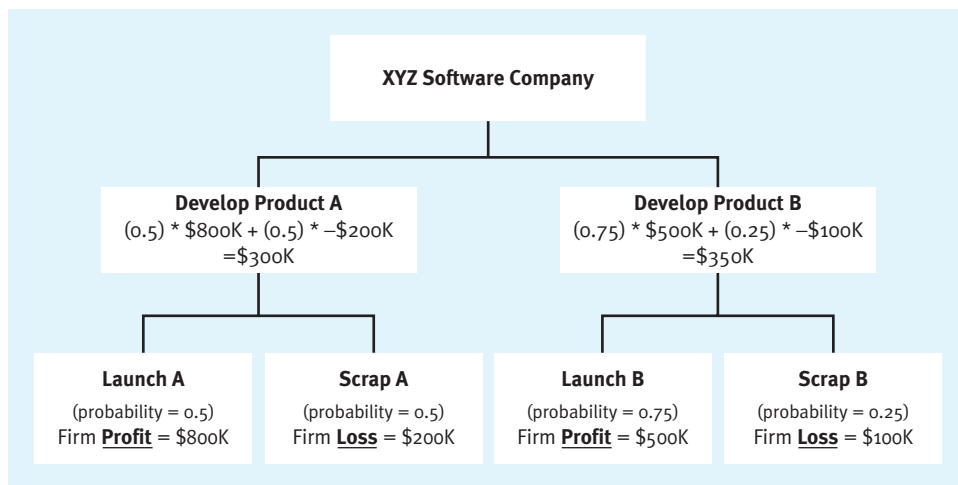 XYZ Software Company
Develop Product A
(0.5) * $800K + (0.5) * –$200K
=$300K
Develop Product B
(0.75) * $500K + (0.25) * –$100K
=$350K
Launch A
(probability = 0.5)
Firm Profit = $800K
Scrap A
(probability = 0.5)
Firm Loss = $200K
Launch B
(probability = 0.75)
Firm Profit = $500K
Scrap B
(probability = 0.25)
Firm Loss = $100K